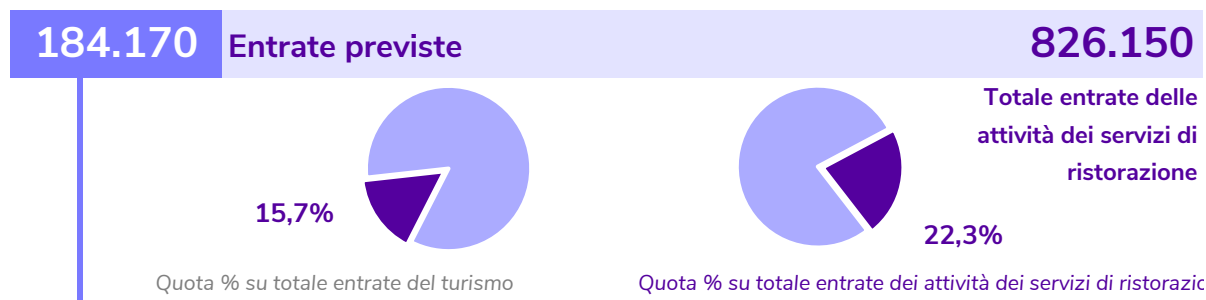 184.170 Entrate previste 826.150
Totale entrate delle
attività dei servizi di
ristorazione
15,7%
22,3%
Quota % su totale entrate del turismo
Quota % su totale entrate dei attività dei servizi di